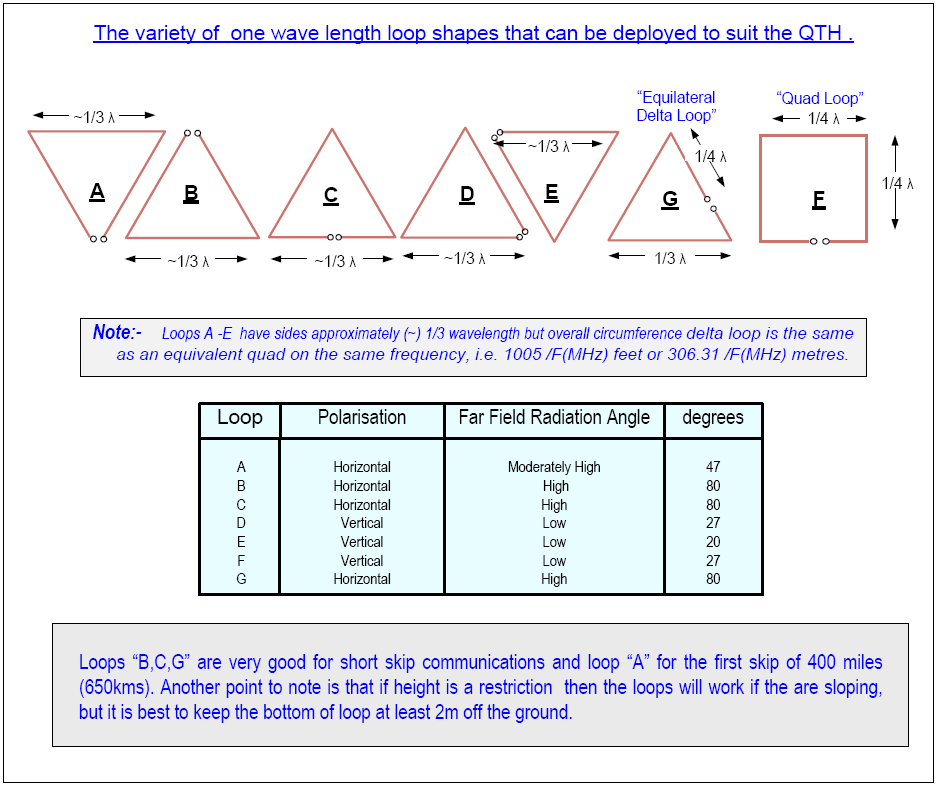 The variety of  one wave length loop shapes that can be deployed to suit the QTH .
“Equilateral
Delta Loop”
“Quad Loop”
~1/3 λ
1/4 λ
~1/3 λ
1/4 λ
1/4 λ
A
B
C
D
E
G
F
~1/3 λ
~1/3 λ
~1/3 λ
1/3 λ
Note:- Loops A -E have sides approximately (~) 1/3 wavelength but overall circumference delta loop is the same
as an equivalent quad on the same frequency, i.e. 1005 /F(MHz) feet or 306.31 /F(MHz) metres.
Loop Polarisation Far Field Radiation Angle degrees
A Horizontal Moderately High 47
B Horizontal High 80
C Horizontal High 80
D Vertical Low 27
E Vertical Low 20
F Vertical Low 27
G Horizontal High 80
Loops “B,C,G” are very good for short skip communications and loop “A” for the first skip of 400 miles
(650kms). Another point to note is that if height is a restriction then the loops will work if the are sloping,
but it is best to keep the bottom of loop at least 2m off the ground.